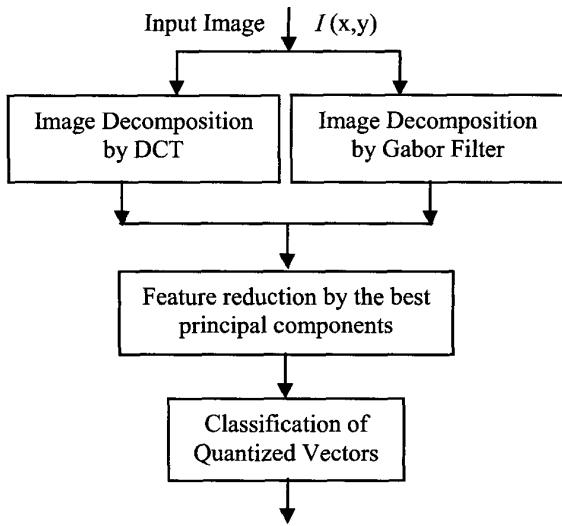 Input Image I (x,y)
Image Decomposition
by DCT
Image Decomposition
by Gabor Filter
Feature reduction by the best
principal components
Classification of
Quantized Vectors